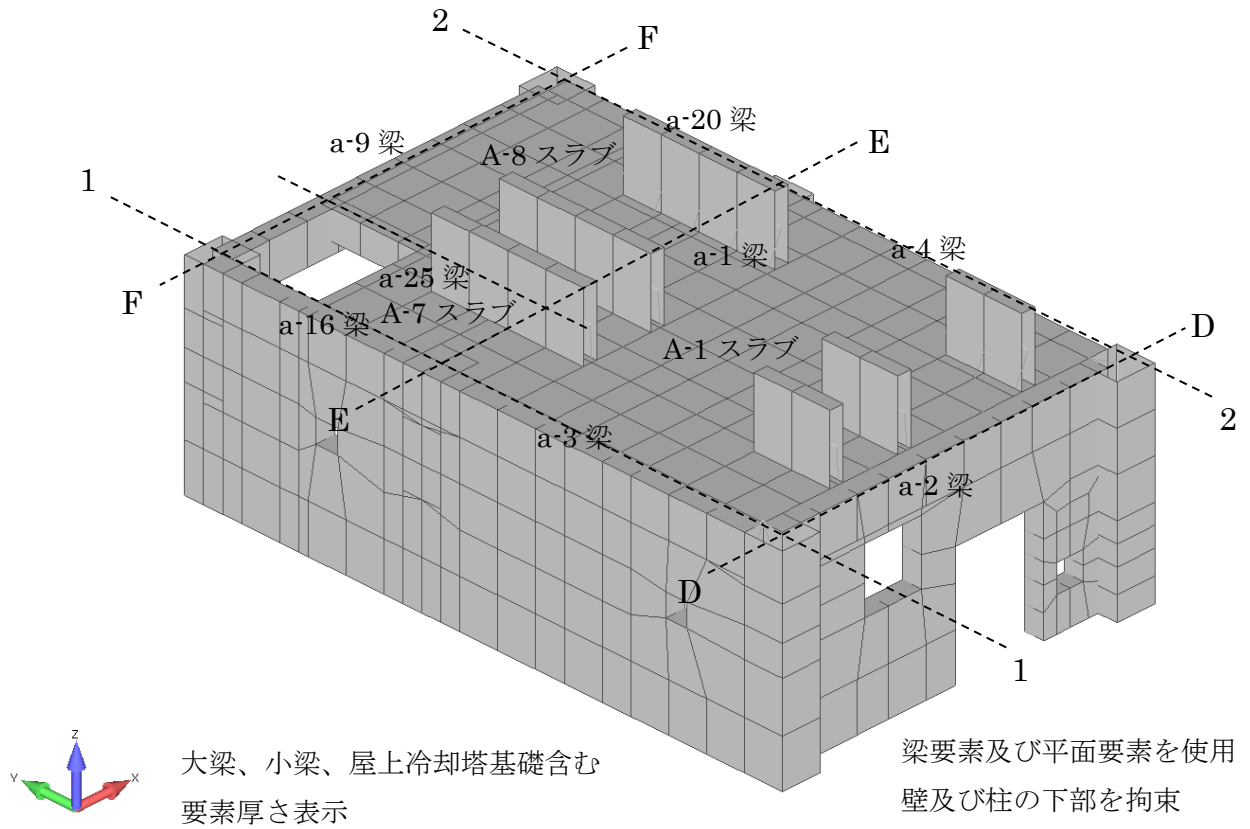 2
F
a-20 梁
a-9 梁
E
A-8 スラブ
1
a-1 梁
a-4 梁
a-25 梁
F
A-7 スラブ
a-16 梁
D
A-1 スラブ
E
2
a-3 梁
a-2 梁
D
1
Z
Y
X
大梁、小梁、屋上冷却塔基礎含む
要素厚さ表示
梁要素及び平面要素を使用
壁及び柱の下部を拘束